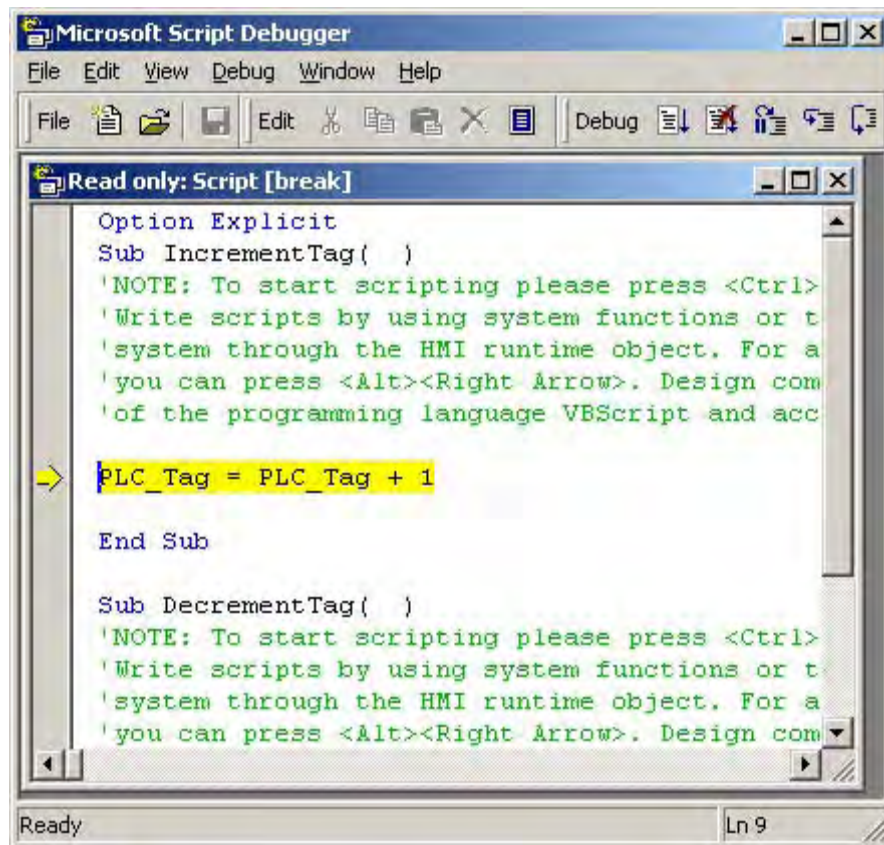 Microsoft Script Debugger
File Edit View Debug Window Help
File Edit Debug
Read only: Script [break]
Option Explicit
Sub IncrementTag( )
'NOTE: To start scripting please press <Ctrl>
'Write scripts by using system functions or t
'system through the HMI runtime object. For a
'you can press <Alt><Right Arrow>. Design com
'of the programming language VBScript and acc
PLC_Tag = PLC_Tag + 1
End Sub
Sub DecrementTag( )
'NOTE: To start scripting please press <Ctrl>
'Write scripts by using system functions or t
'system through the HMI runtime object. For a
'you can press <Alt><Right Arrow>. Design com
Ready Ln 9